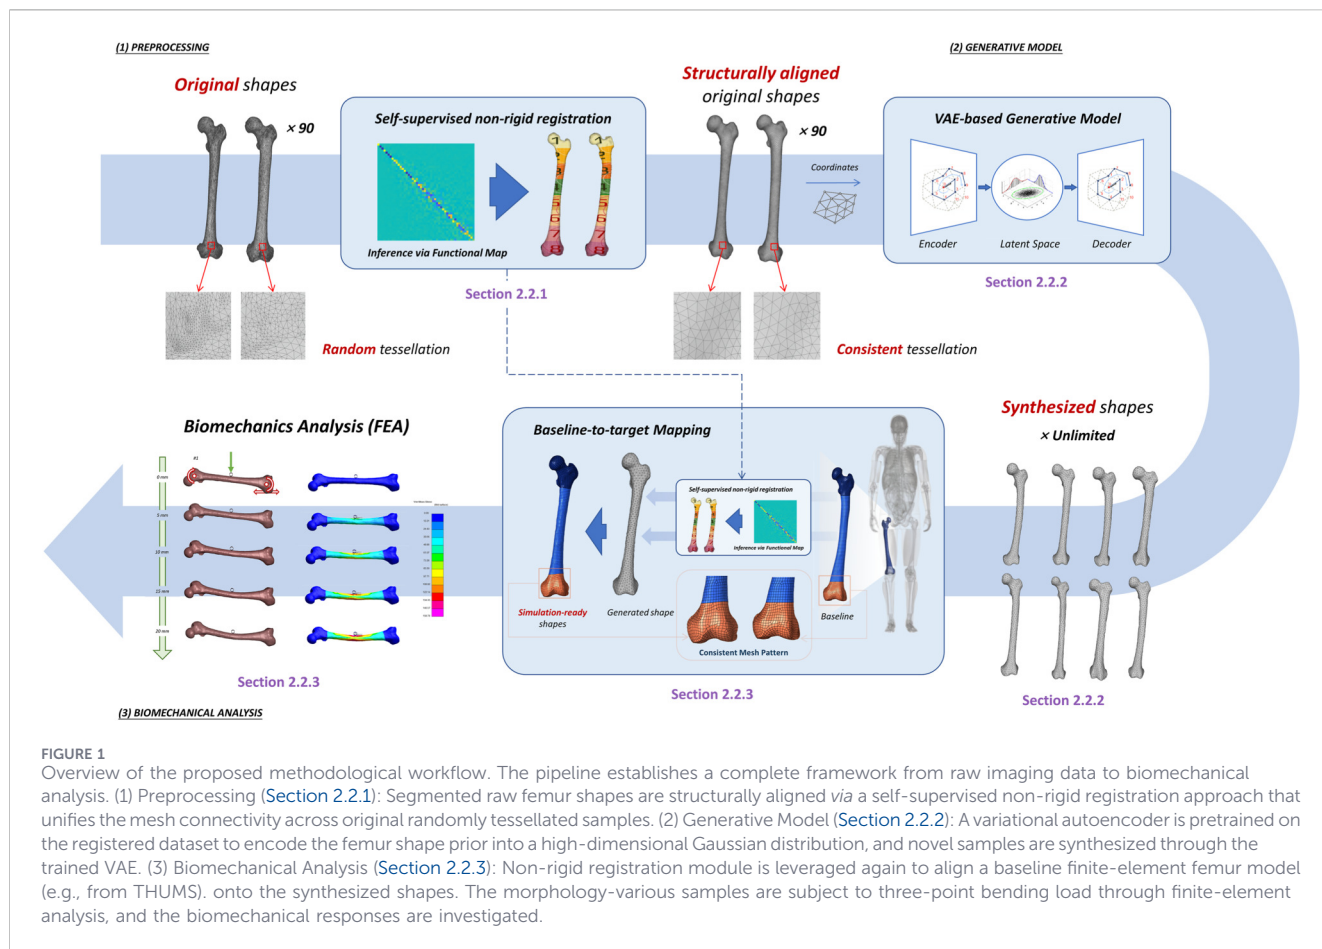 (1) PREPROCESSING
(2) GENERATIVE MODEL
Original shapes
× 90
Self-supervised non-rigid registration
Inference via Functional Map
Section 2.2.1
Random tessellation
Structurally aligned
original shapes
× 90
Coordinates
Consistent tessellation
VAE-based Generative Model
Encoder
Latent Space
Decoder
Section 2.2.2
Synthesized shapes
× Unlimited
Section 2.2.2
Baseline-to-target Mapping
Self-supervised non-rigid registration
Inference via Functional Map
Simulation-ready
shapes
Generated shape
Baseline
Consistent Mesh Pattern
Section 2.2.3
Biomechanics Analysis (FEA)
#1
0 mm
5 mm
10 mm
15 mm
20 mm
Section 2.2.3
(3) BIOMECHANICAL ANALYSIS
FIGURE 1
Overview of the proposed methodological workflow. The pipeline establishes a complete framework from raw imaging data to biomechanical
analysis. (1) Preprocessing (Section 2.2.1): Segmented raw femur shapes are structurally aligned via a self-supervised non-rigid registration approach that
unifies the mesh connectivity across original randomly tessellated samples. (2) Generative Model (Section 2.2.2): A variational autoencoder is pretrained on
the registered dataset to encode the femur shape prior into a high-dimensional Gaussian distribution, and novel samples are synthesized through the
trained VAE. (3) Biomechanical Analysis (Section 2.2.3): Non-rigid registration module is leveraged again to align a baseline finite-element femur model
(e.g., from THUMS). onto the synthesized shapes. The morphology-various samples are subject to three-point bending load through finite-element
analysis, and the biomechanical responses are investigated.